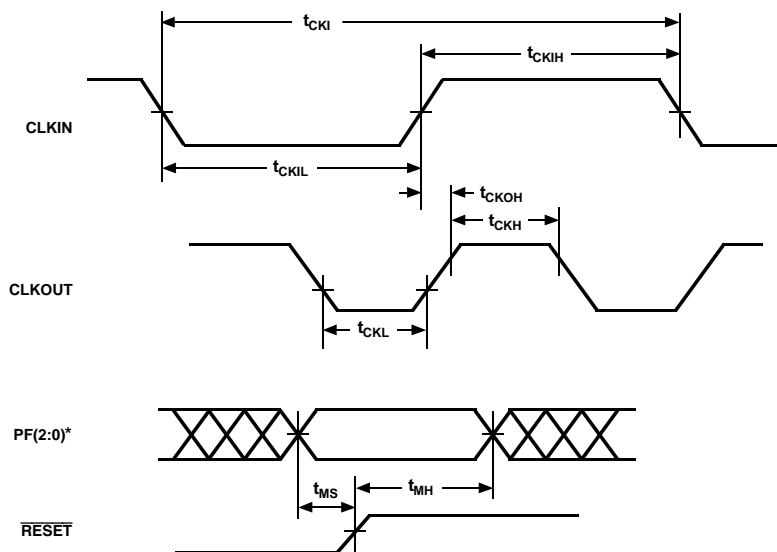 tCKI
tCKIH
CLKIN
tCKIL
tCKOH
tCKH
CLKOUT
tCKL
PF(2:0)*
tMS
tMH
RESET